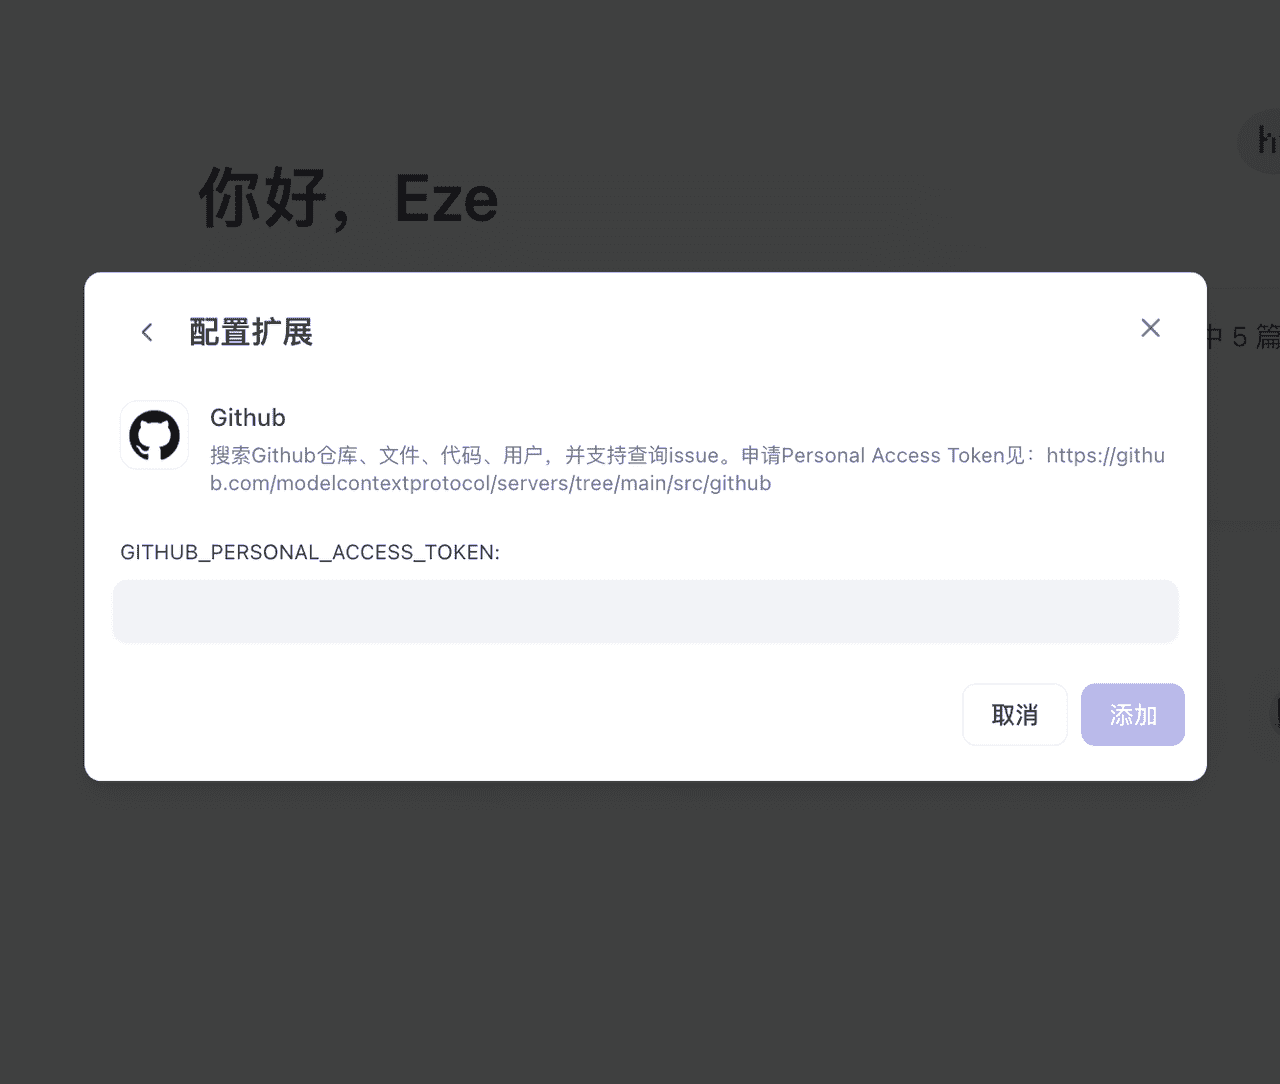 你好，Eze
配置扩展
中 5 篇
Github
搜索Github仓库、文件、代码、用户，并支持查询issue。申请Personal Access Token见：https://githu
b.com/modelcontextprotocol/servers/tree/main/src/github
GITHUB_PERSONAL_ACCESS_TOKEN:
取消
添加